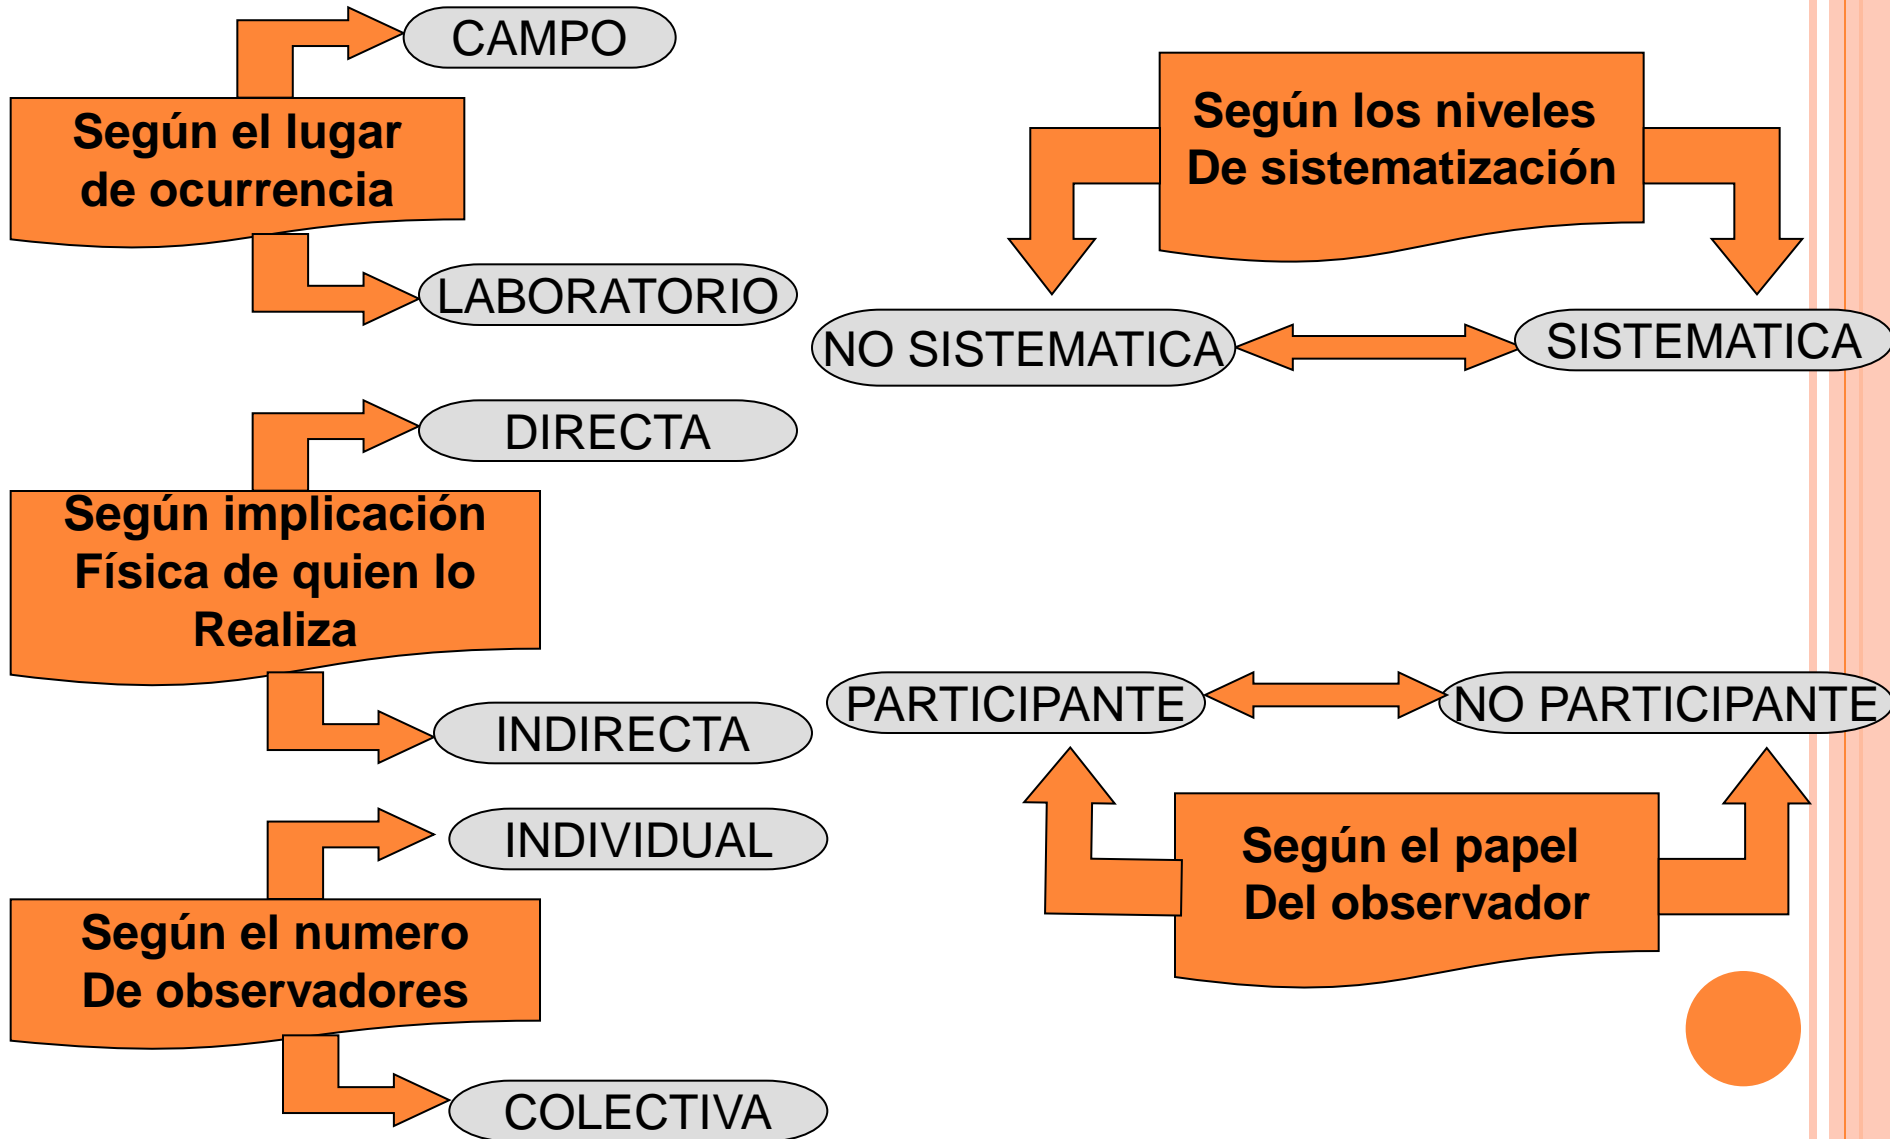 CAMPO
Según el lugar
de ocurrencia
LABORATORIO
Según los niveles
De sistematización
NO SISTEMATICA
SISTEMATICA
DIRECTA
Según implicación
Física de quien lo
Realiza
INDIRECTA
PARTICIPANTE
NO PARTICIPANTE
Según el papel
Del observador
INDIVIDUAL
Según el numero
De observadores
COLECTIVA